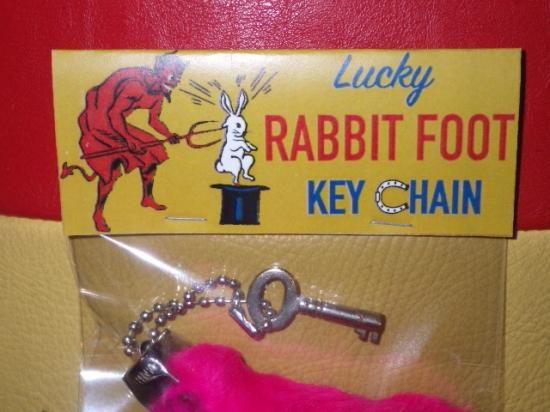 Lucky
RABBIT FOOT
KEY CHAIN